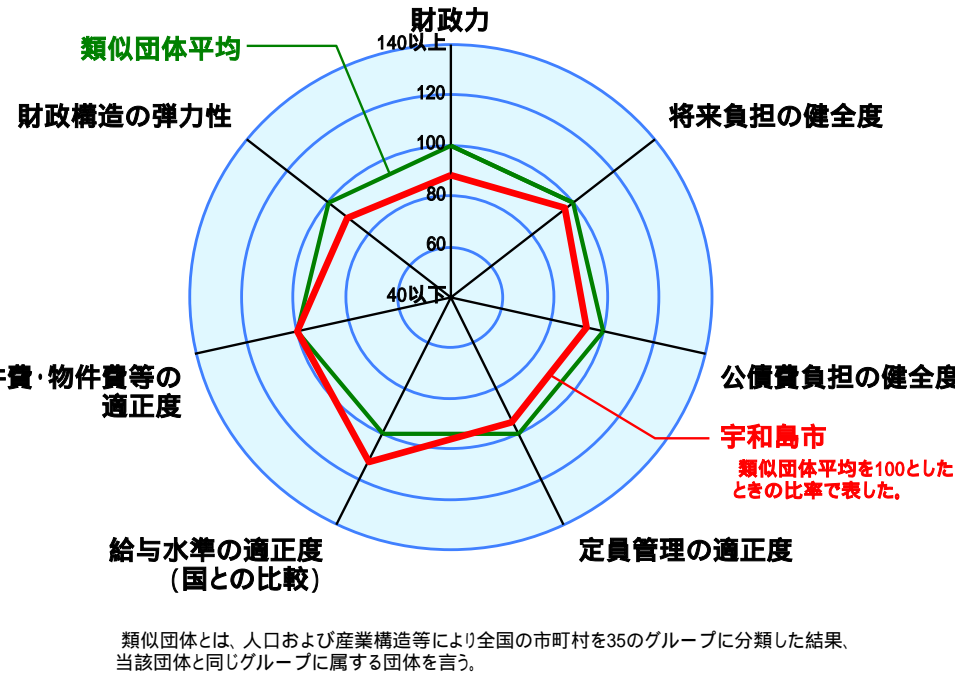 財政力
140以上
120
100
80
60
40以下
類似団体平均
財政構造の弾力性
将来負担の健全度
件費・物件費等の
適正度
公債費負担の健全度
宇和島市
類似団体平均を100とした
ときの比率で表した。
給与水準の適正度
(国との比較)
定員管理の適正度
類似団体とは、人口および産業構造等により全国の市町村を35のグループに分類した結果、
当該団体と同じグループに属する団体を言う。